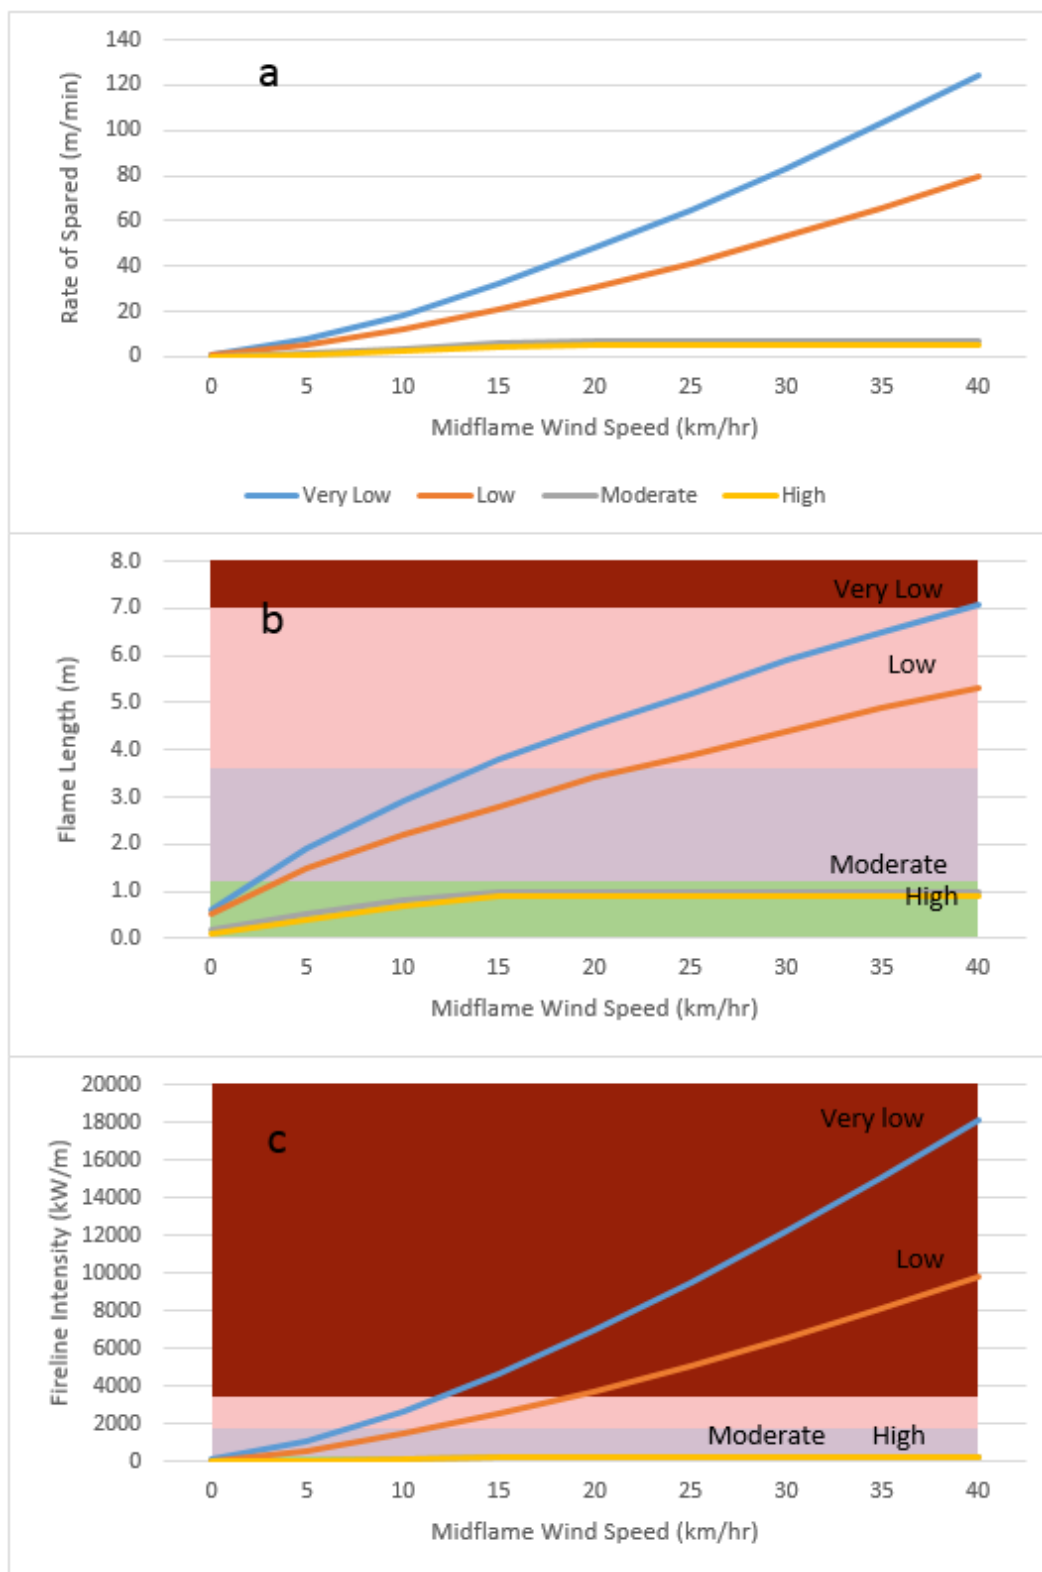 a
Rate of Spared (m/min)
140
120
100
80
60
40
20
0
0 5 10 15 20 25 30 35 40
Midflame Wind Speed (km/hr)
Very Low Low Moderate High
b
Flame Length (m)
8.0
7.0
6.0
5.0
4.0
3.0
2.0
1.0
0.0
Very Low
Low
Moderate
High
0 5 10 15 20 25 30 35 40
Midflame Wind Speed (km/hr)
c
Fireline Intensity (kW/m)
20000
18000
16000
14000
12000
10000
8000
6000
4000
2000
0
Very low
Low
Moderate High
0 5 10 15 20 25 30 35 40
Midflame Wind Speed (km/hr)